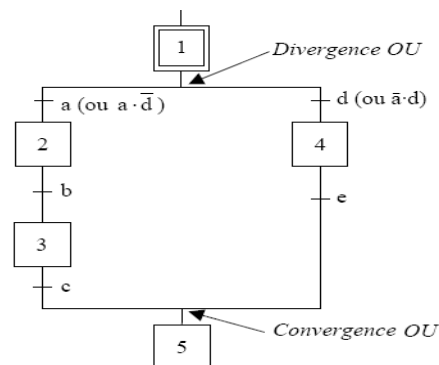 1
Divergence OU
a (ou a · d̅ )
d (ou ā·d)
2
4
b
e
3
c
Convergence OU
5